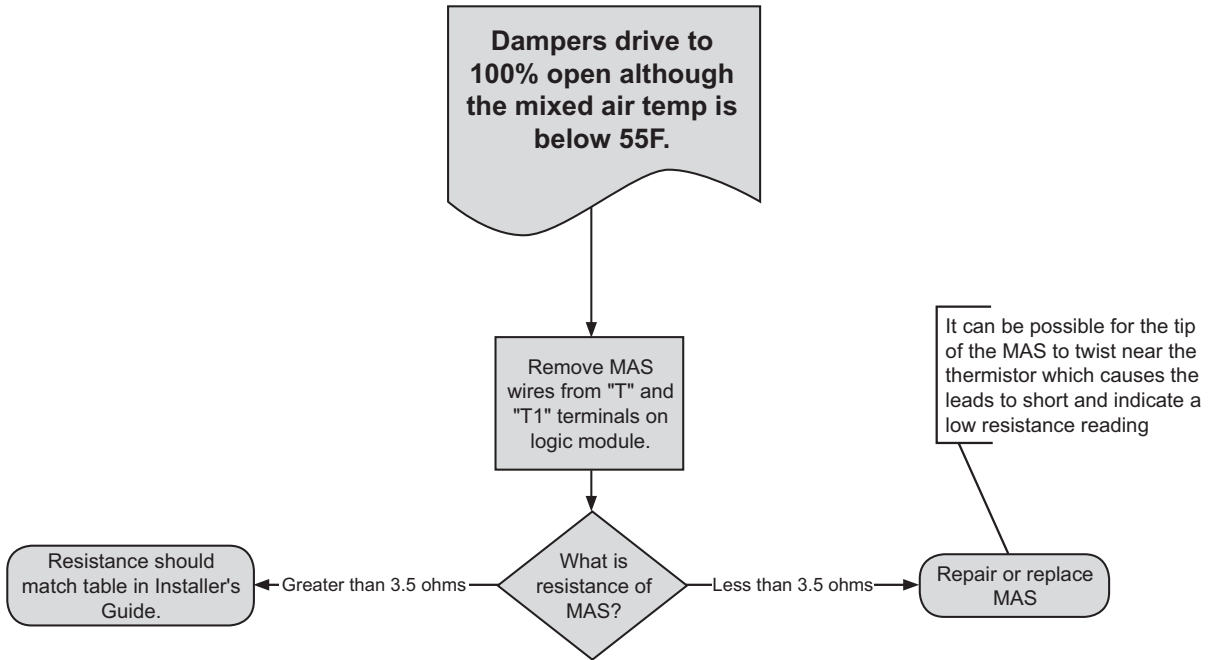 Dampers drive to
100% open although
the mixed air temp is
below 55F.
Remove MAS
wires from "T" and
"T1" terminals on
logic module.
What is
resistance of
MAS?
Greater than 3.5 ohms
Resistance should
match table in Installer's
Guide.
Less than 3.5 ohms
Repair or replace
MAS
It can be possible for the tip
of the MAS to twist near the
thermistor which causes the
leads to short and indicate a
low resistance reading